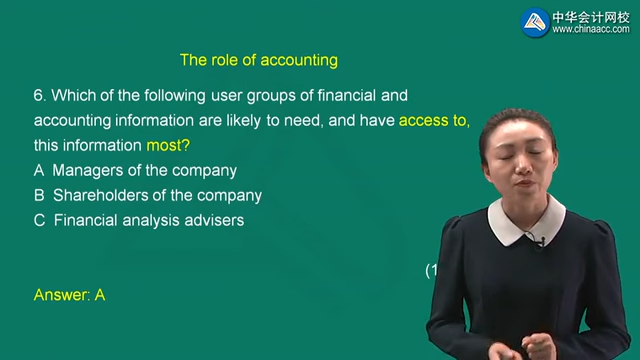 中华会计网校
www.chinaacc.com
The role of accounting
6. Which of the following user groups of financial and
accounting information are likely to need, and have access to,
this information most?
A Managers of the company
B Shareholders of the company
C Financial analysis advisers
(1
Answer: A